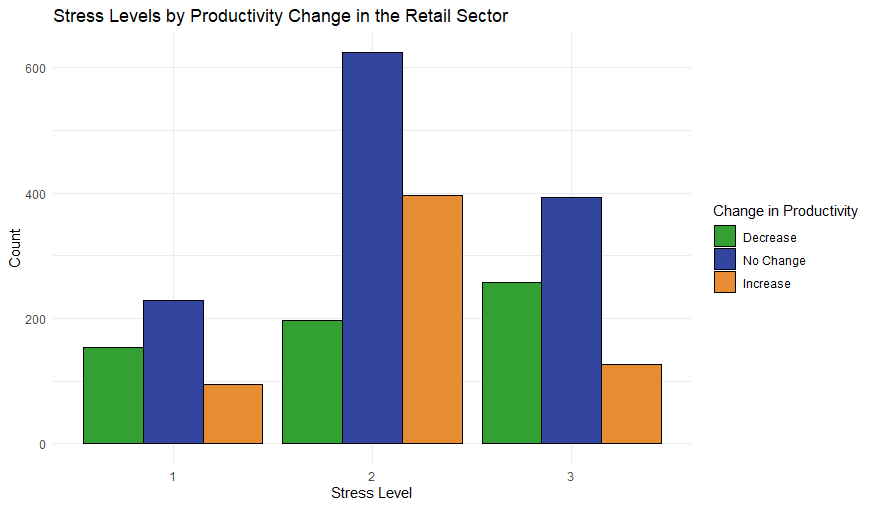 Stress Levels by Productivity Change in the Retail Sector
600
400
200
0
Count
1 2 3
Stress Level
Change in Productivity
Decrease
No Change
Increase